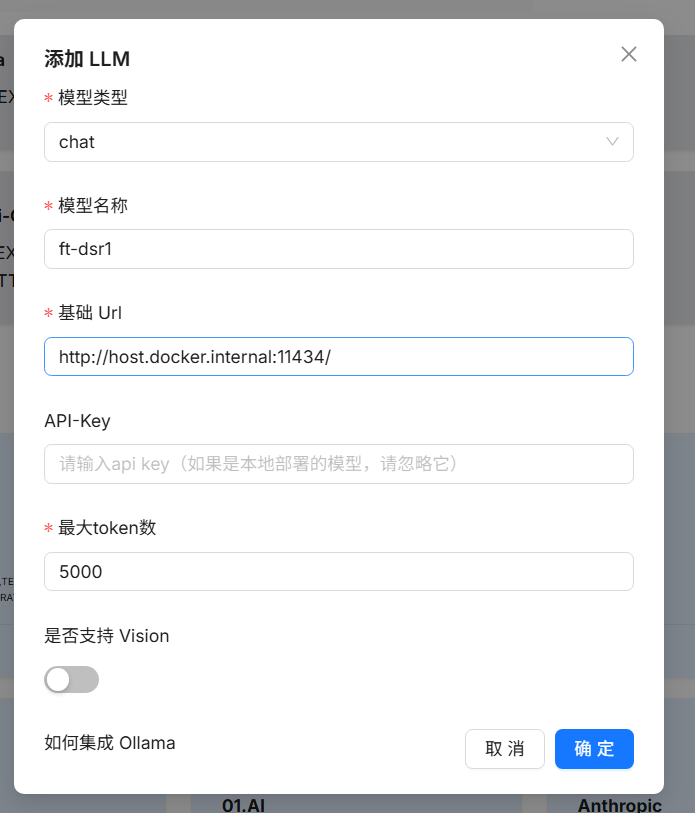 添加 LLM
* 模型类型
chat
* 模型名称
ft-dsr1
* 基础 Url
http://host.docker.internal:11434/
API-Key
请输入api key（如果是本地部署的模型，请忽略它）
* 最大token数
5000
是否支持 Vision
如何集成 Ollama
取 消
确 定
01.AI
Anthropic